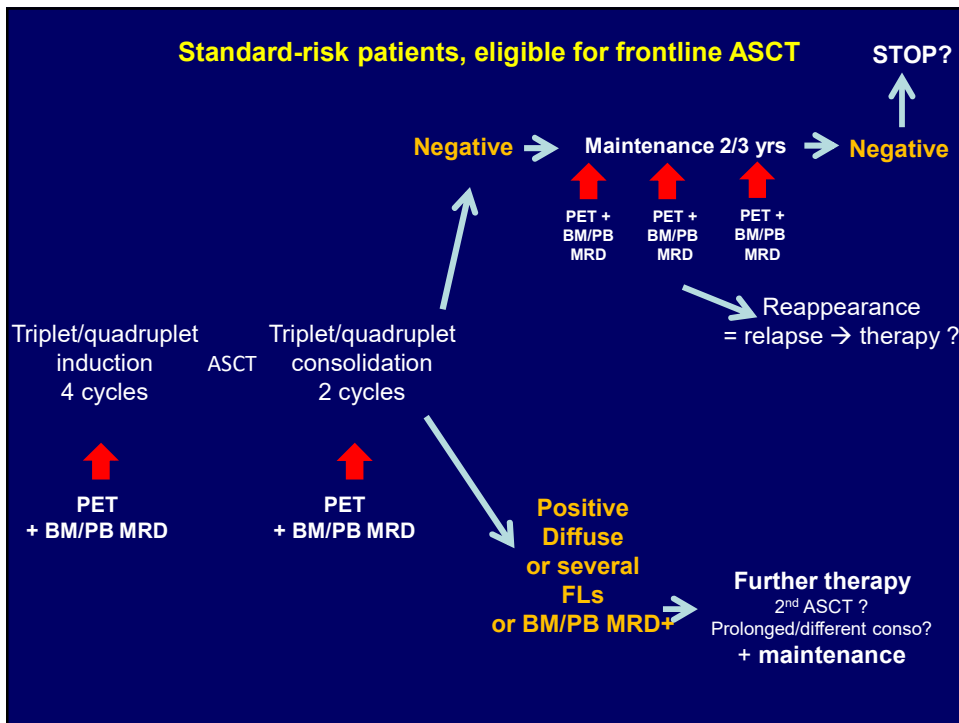 Standard-risk patients, eligible for frontline ASCT
STOP?
Negative
Maintenance 2/3 yrs
Negative
PET +
BM/PB
MRD
PET +
BM/PB
MRD
PET +
BM/PB
MRD
Reappearance
= relapse → therapy ?
Triplet/quadruplet
induction
4 cycles
ASCT
Triplet/quadruplet
consolidation
2 cycles
PET
+ BM/PB MRD
PET
+ BM/PB MRD
Positive
Diffuse
or several
FLs
or BM/PB MRD+
Further therapy
2nd ASCT ?
Prolonged/different conso?
+ maintenance